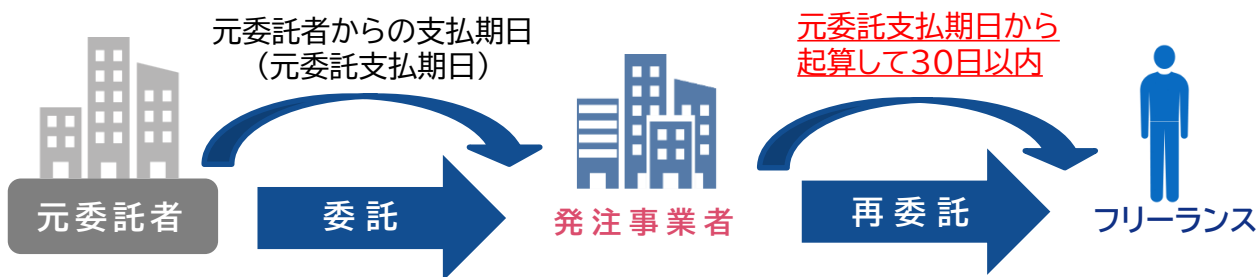 元委託者からの支払期日
（元委託支払期日）
元委託支払期日から
起算して30日以内
元委託者
委託
発注事業者
再委託
フリーランス